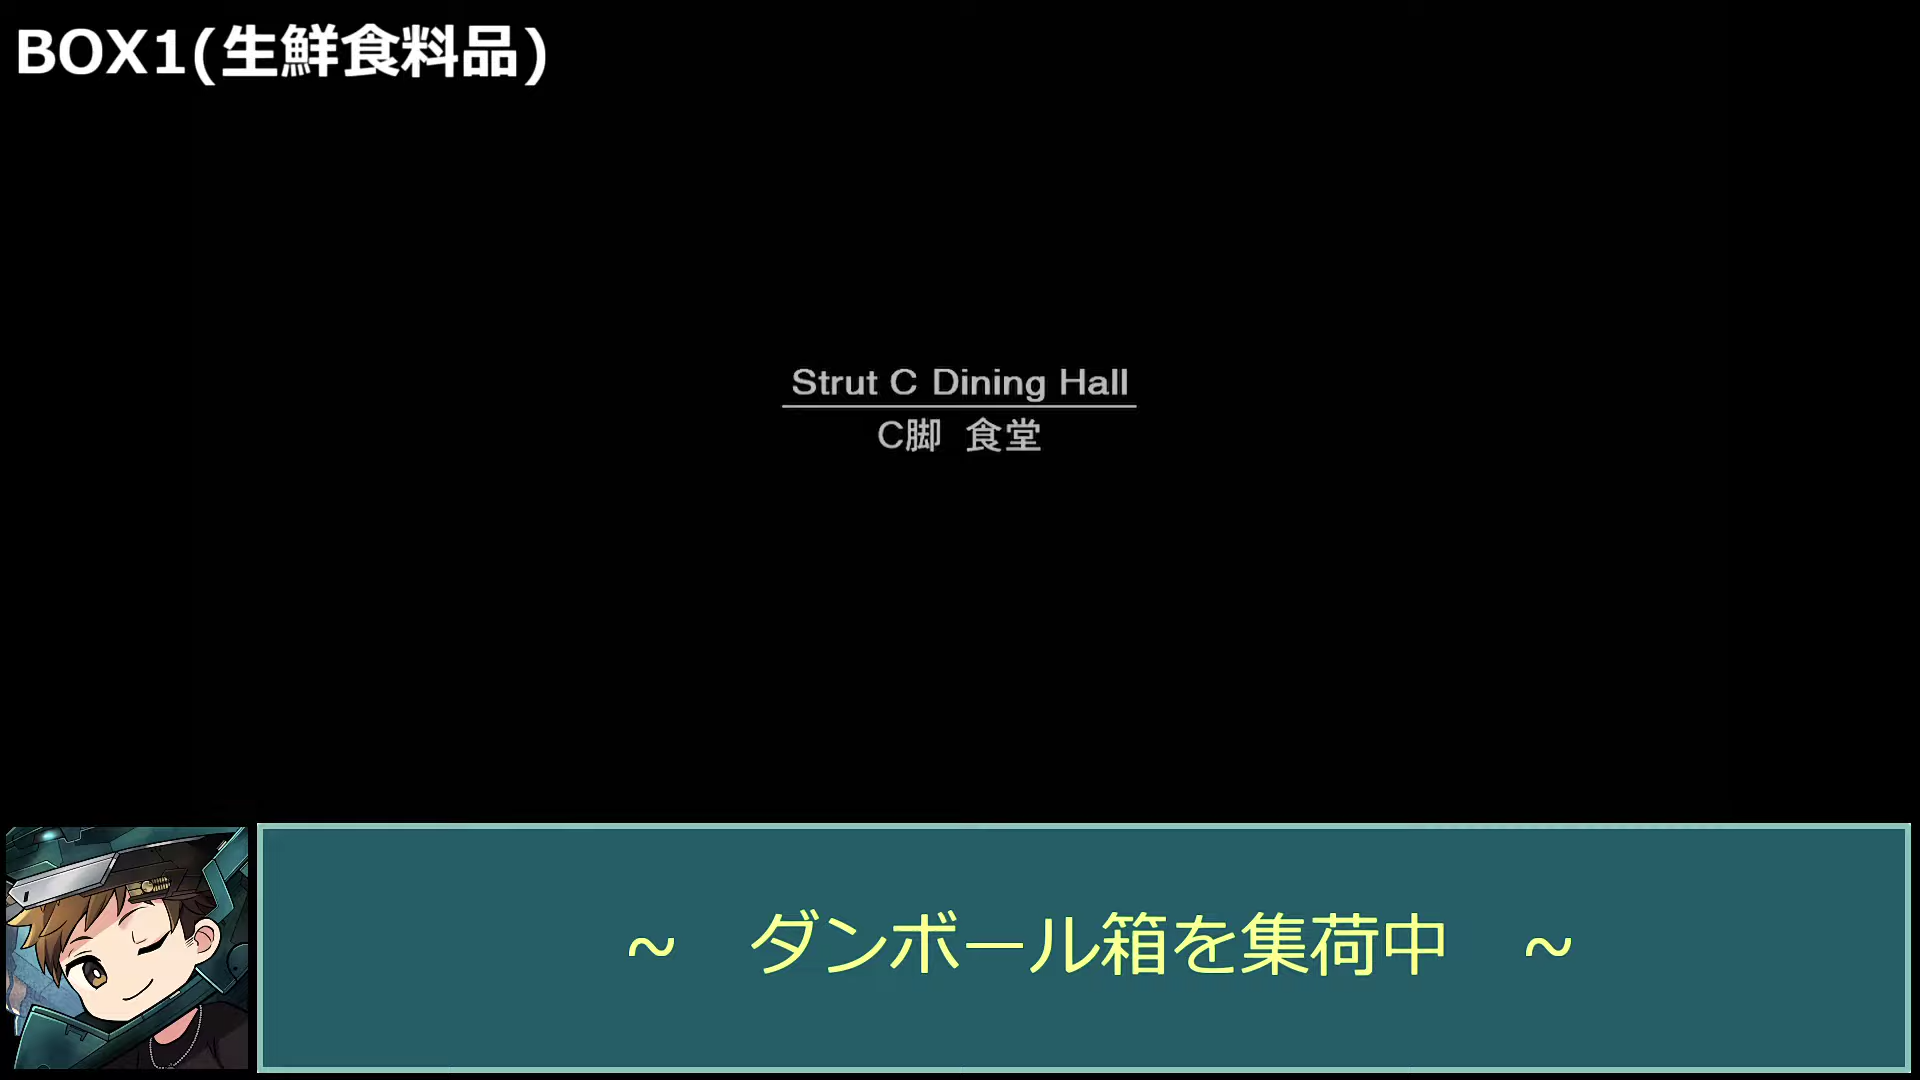 BOX1(生鮮食料品)
Strut C Dining Hall
C脚 食堂
~ ダンボール箱を集荷中 ~